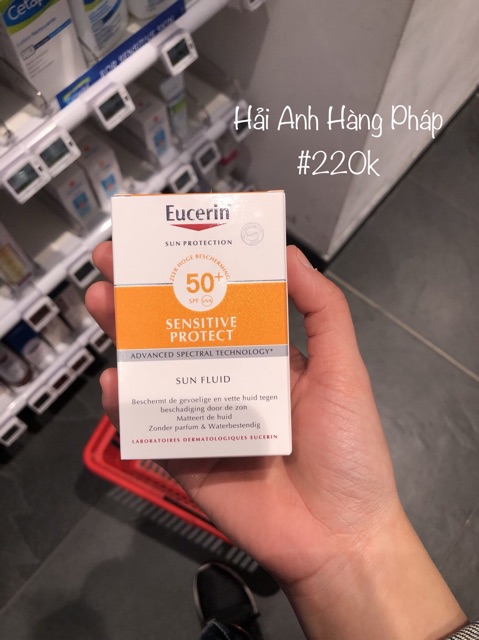 Cetap
Hải Anh Hàng Pháp
#220k
Eucerin
SUN PROTECTION
ZEER HOGE BESCHERMING
50+
SPF
SENSITIVE
PROTECT
ADVANCED SPECTRAL TECHNOLOGY*
SUN FLUID
Beschermt de gevoelige en vette huid tegen
beschadiging door de zon
Matteert de huid
Zonder parfum & Waterbestendig
LABORATOIRES DERMATOLOGIQUES EUCERIN